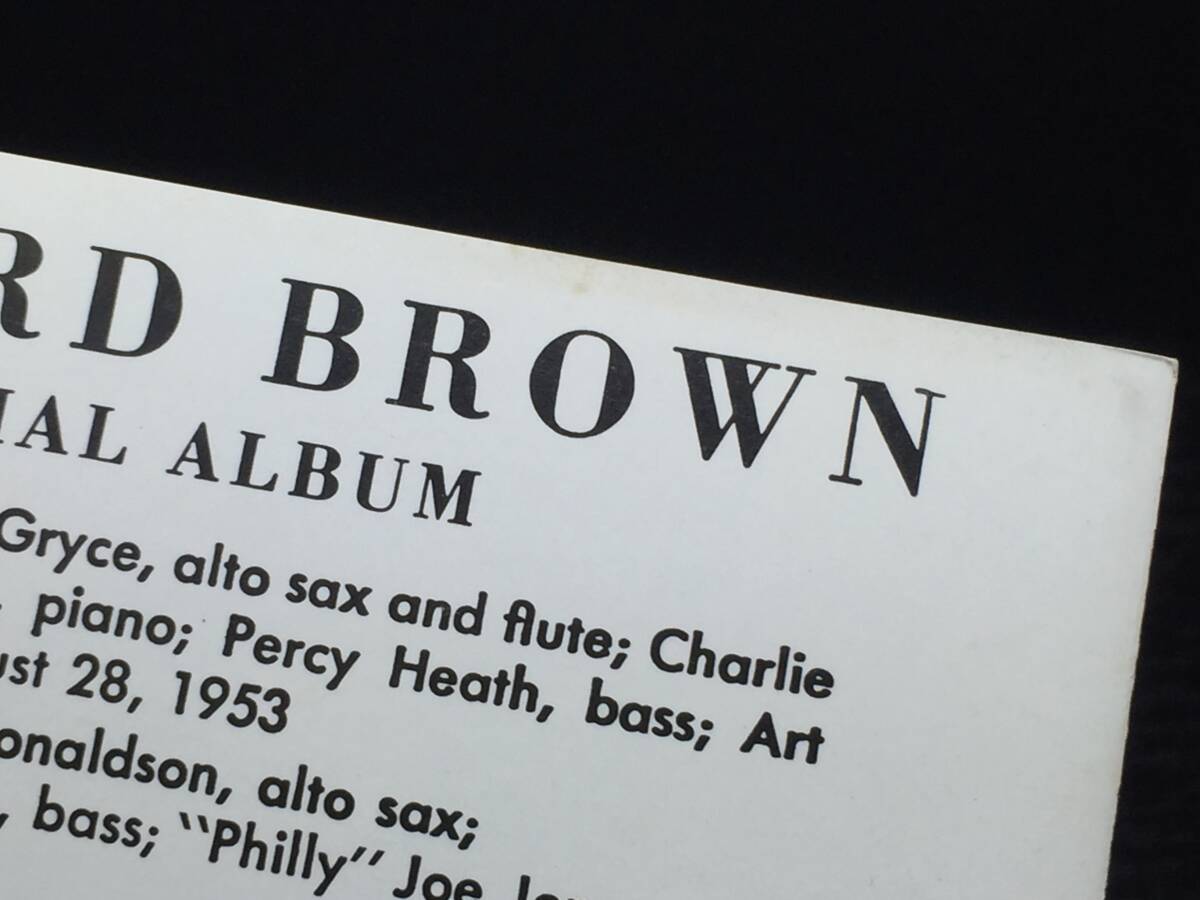 RD BROWN
IAL ALBUM
Gryce, alto sax and flute; Charlie
piano; Percy Heath, bass; Art
ust 28, 1953
onaldson, alto sax;
, bass; "Philly" Joe